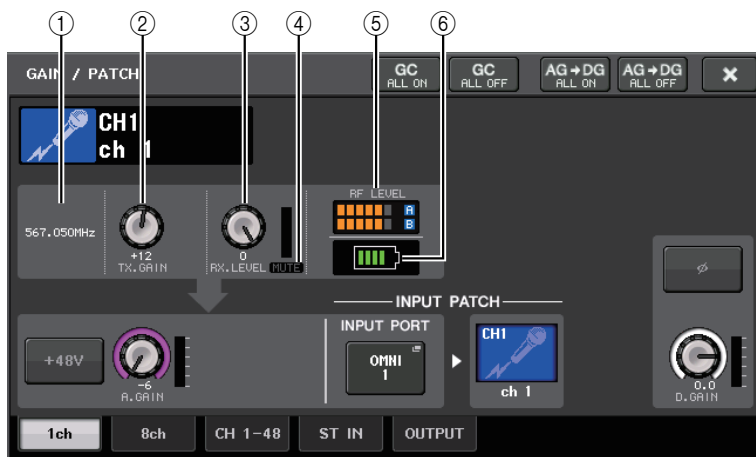 ① ② ③ ④ ⑤ ⑥
GAIN / PATCH
GC ALL ON
GC ALL OFF
AG→DG ALL ON
AG→DG ALL OFF
×
CH1
ch 1
567.050MHz
+12
TX.GAIN
0
RX.LEVEL MUTE
RF LEVEL
A
B
INPUT PATCH
+48V
-6
A.GAIN
INPUT PORT
OMNI
1
CH1
ch 1
ø
0.0
D.GAIN
1ch
8ch
CH 1-48
ST IN
OUTPUT